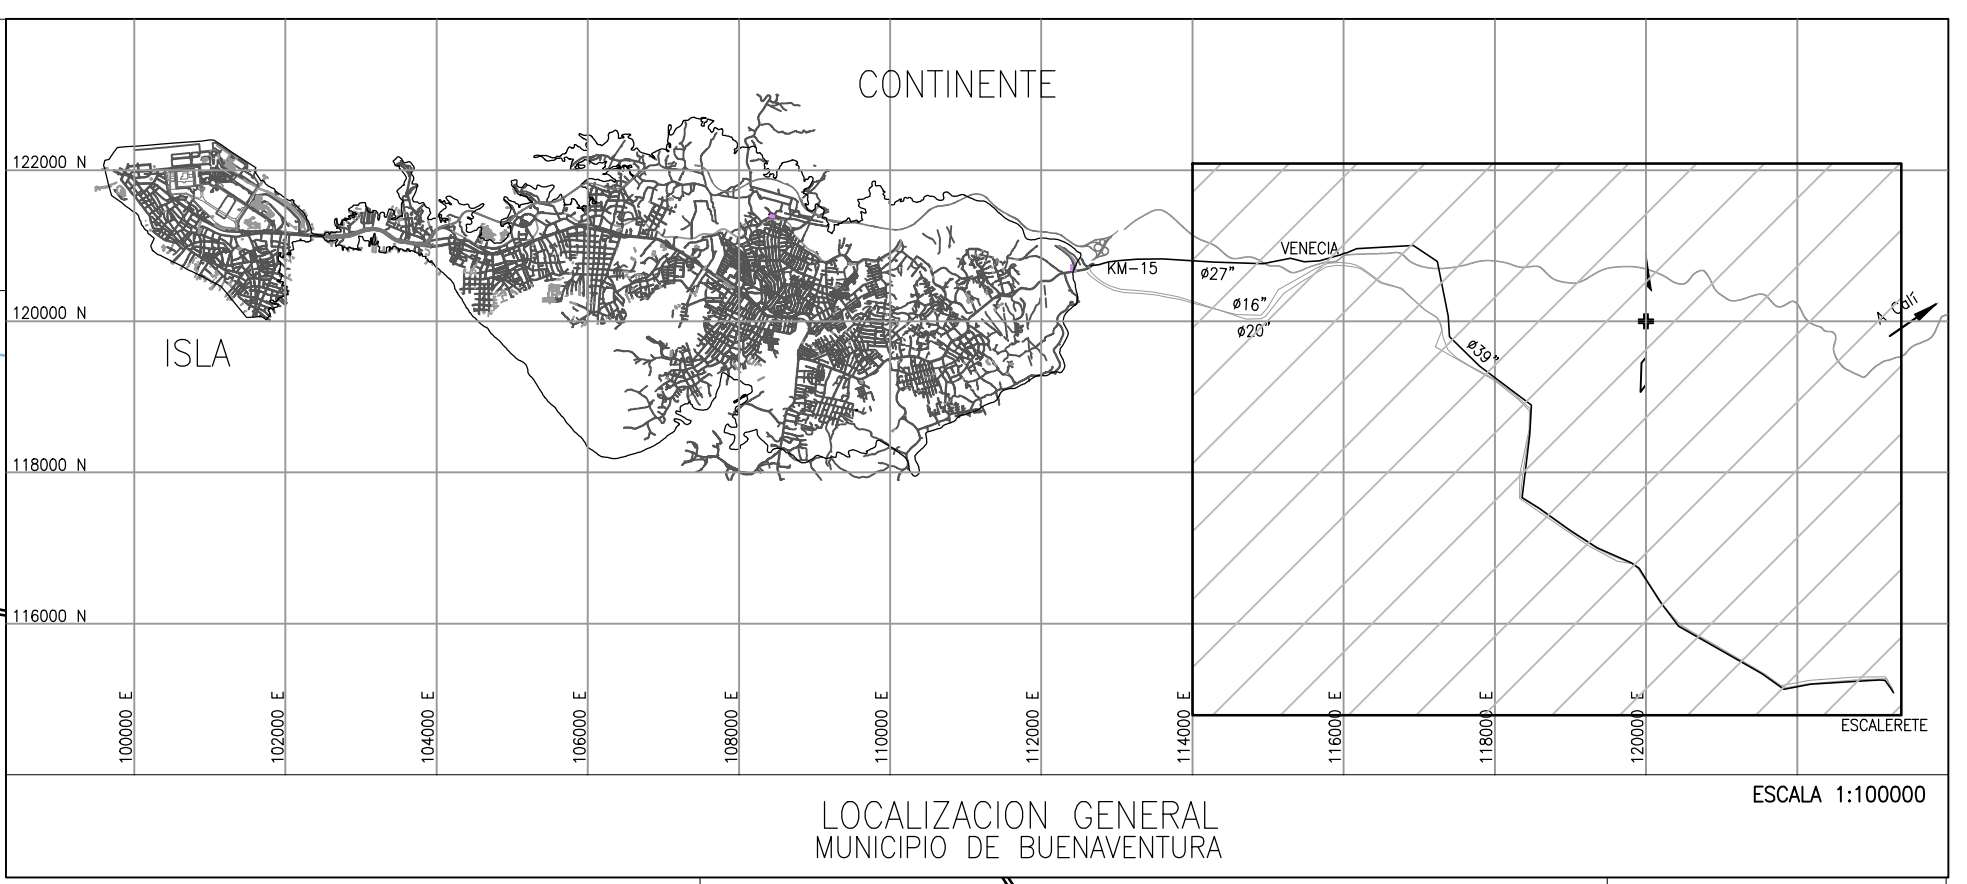 CONTINENTE
122000 N
VENECIA
KM-15
ø27"
ø16"
ø20"
A Cali
120000 N
ISLA
ø39"
118000 N
116000 N
100000 E
102000 E
104000 E
106000 E
108000 E
110000 E
112000 E
114000 E
116000 E
118000 E
120000 E
ESCALERETE
ESCALA 1:100000
LOCALIZACION GENERAL
MUNICIPIO DE BUENAVENTURA